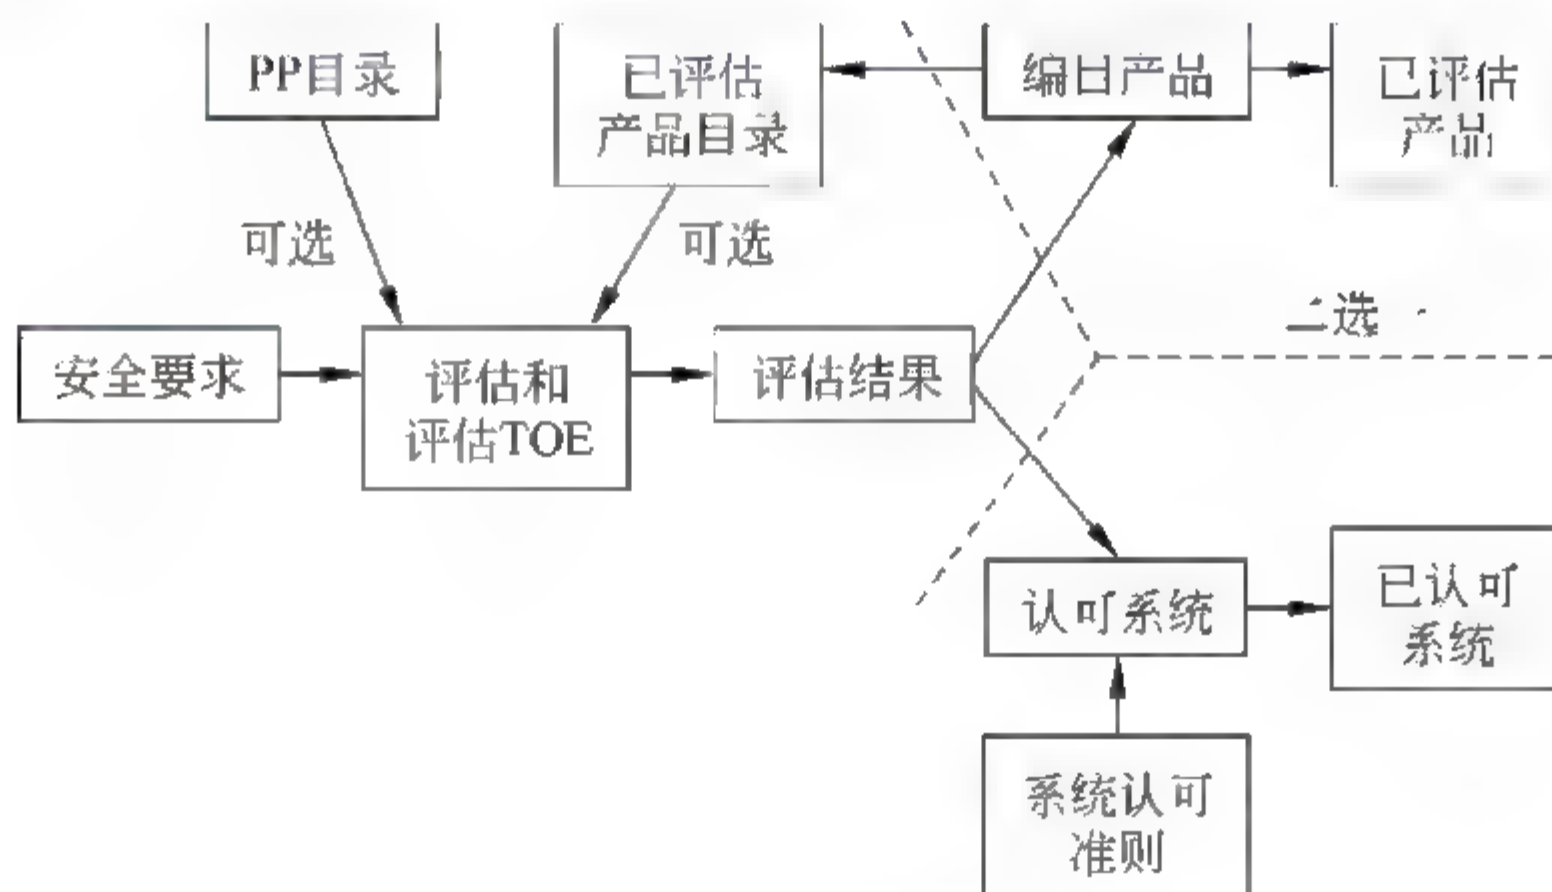 PP目录
已评估
产品目录
编目产品
已评估
产品
可选
可选
二选一
安全要求
评估和
评估TOE
评估结果
认可系统
已认可
系统
系统认可
准则